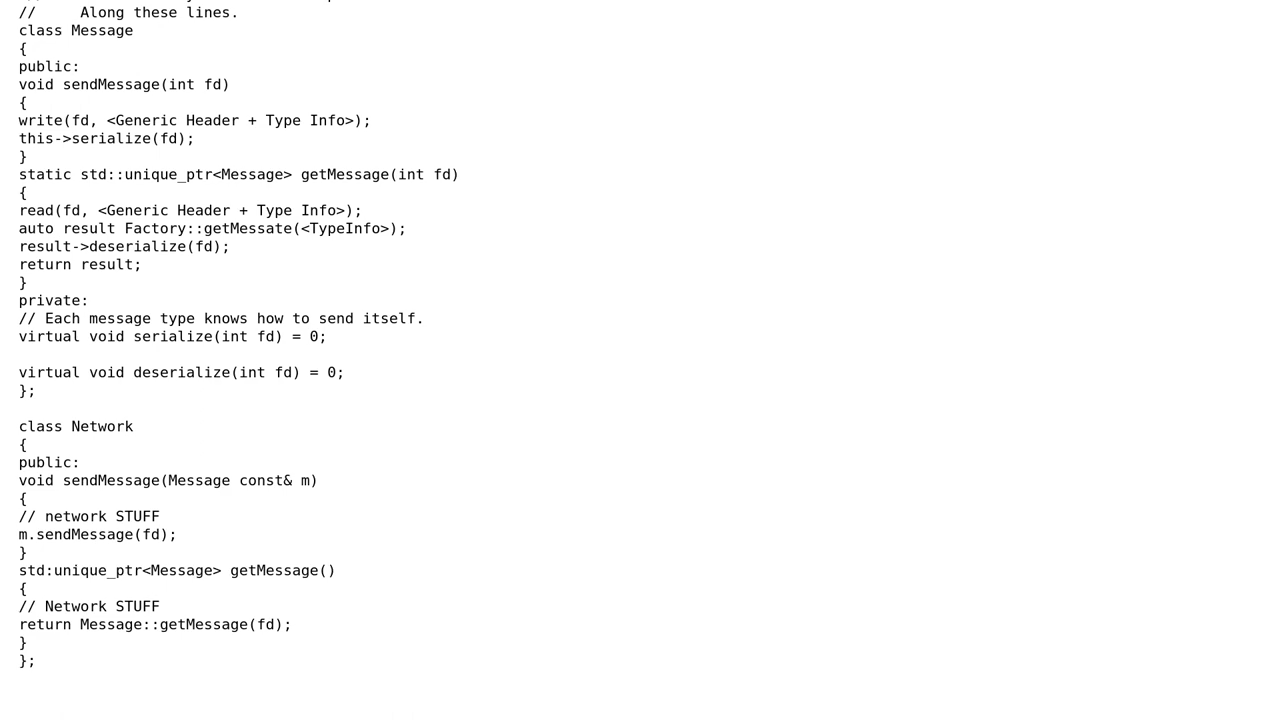 //     Along these lines.
class Message
{
public:
void sendMessage(int fd)
{
write(fd, <Generic Header + Type Info>);
this->serialize(fd);
}
static std::unique_ptr<Message> getMessage(int fd)
{
read(fd, <Generic Header + Type Info>);
auto result Factory::getMessate(<TypeInfo>);
result->deserialize(fd);
return result;
}
private:
// Each message type knows how to send itself.
virtual void serialize(int fd) = 0;

virtual void deserialize(int fd) = 0;
};

class Network
{
public:
void sendMessage(Message const& m)
{
// network STUFF
m.sendMessage(fd);
}
std:unique_ptr<Message> getMessage()
{
// Network STUFF
return Message::getMessage(fd);
}
};